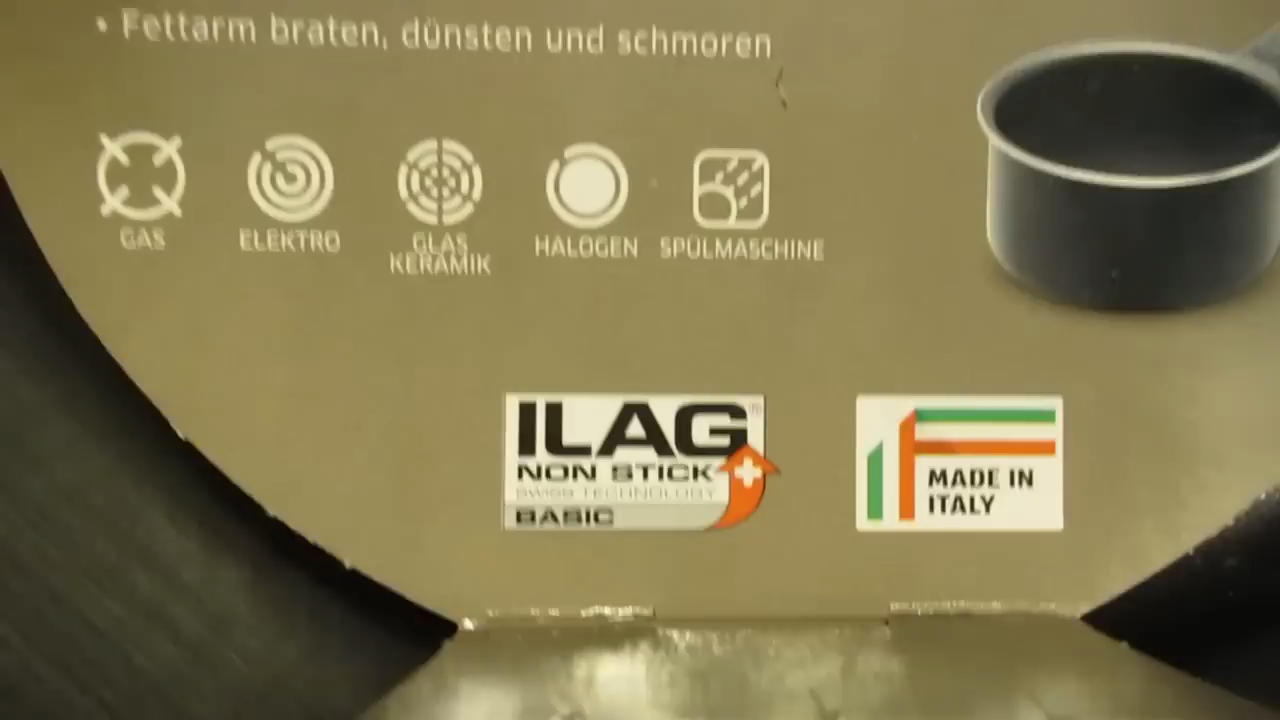 • Fettarm braten, dünsten und schmoren
GAS
ELEKTRO
GLAS
KERAMIK
HALOGEN
SPÜLMASCHINE
ILAG®
NON STICK
SWISS TECHNOLOGY
BASIC
MADE IN
ITALY